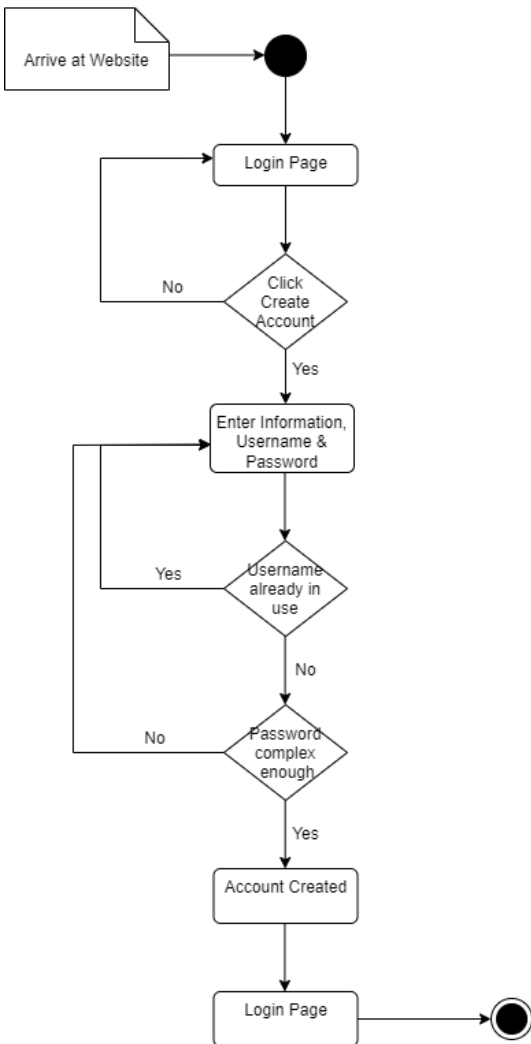 Arrive at Website
Login Page
Click
Create
Account
No
Yes
Enter Information,
Username &
Password
Username
already in
use
Yes
No
Password
complex
enough
No
Yes
Account Created
Login Page